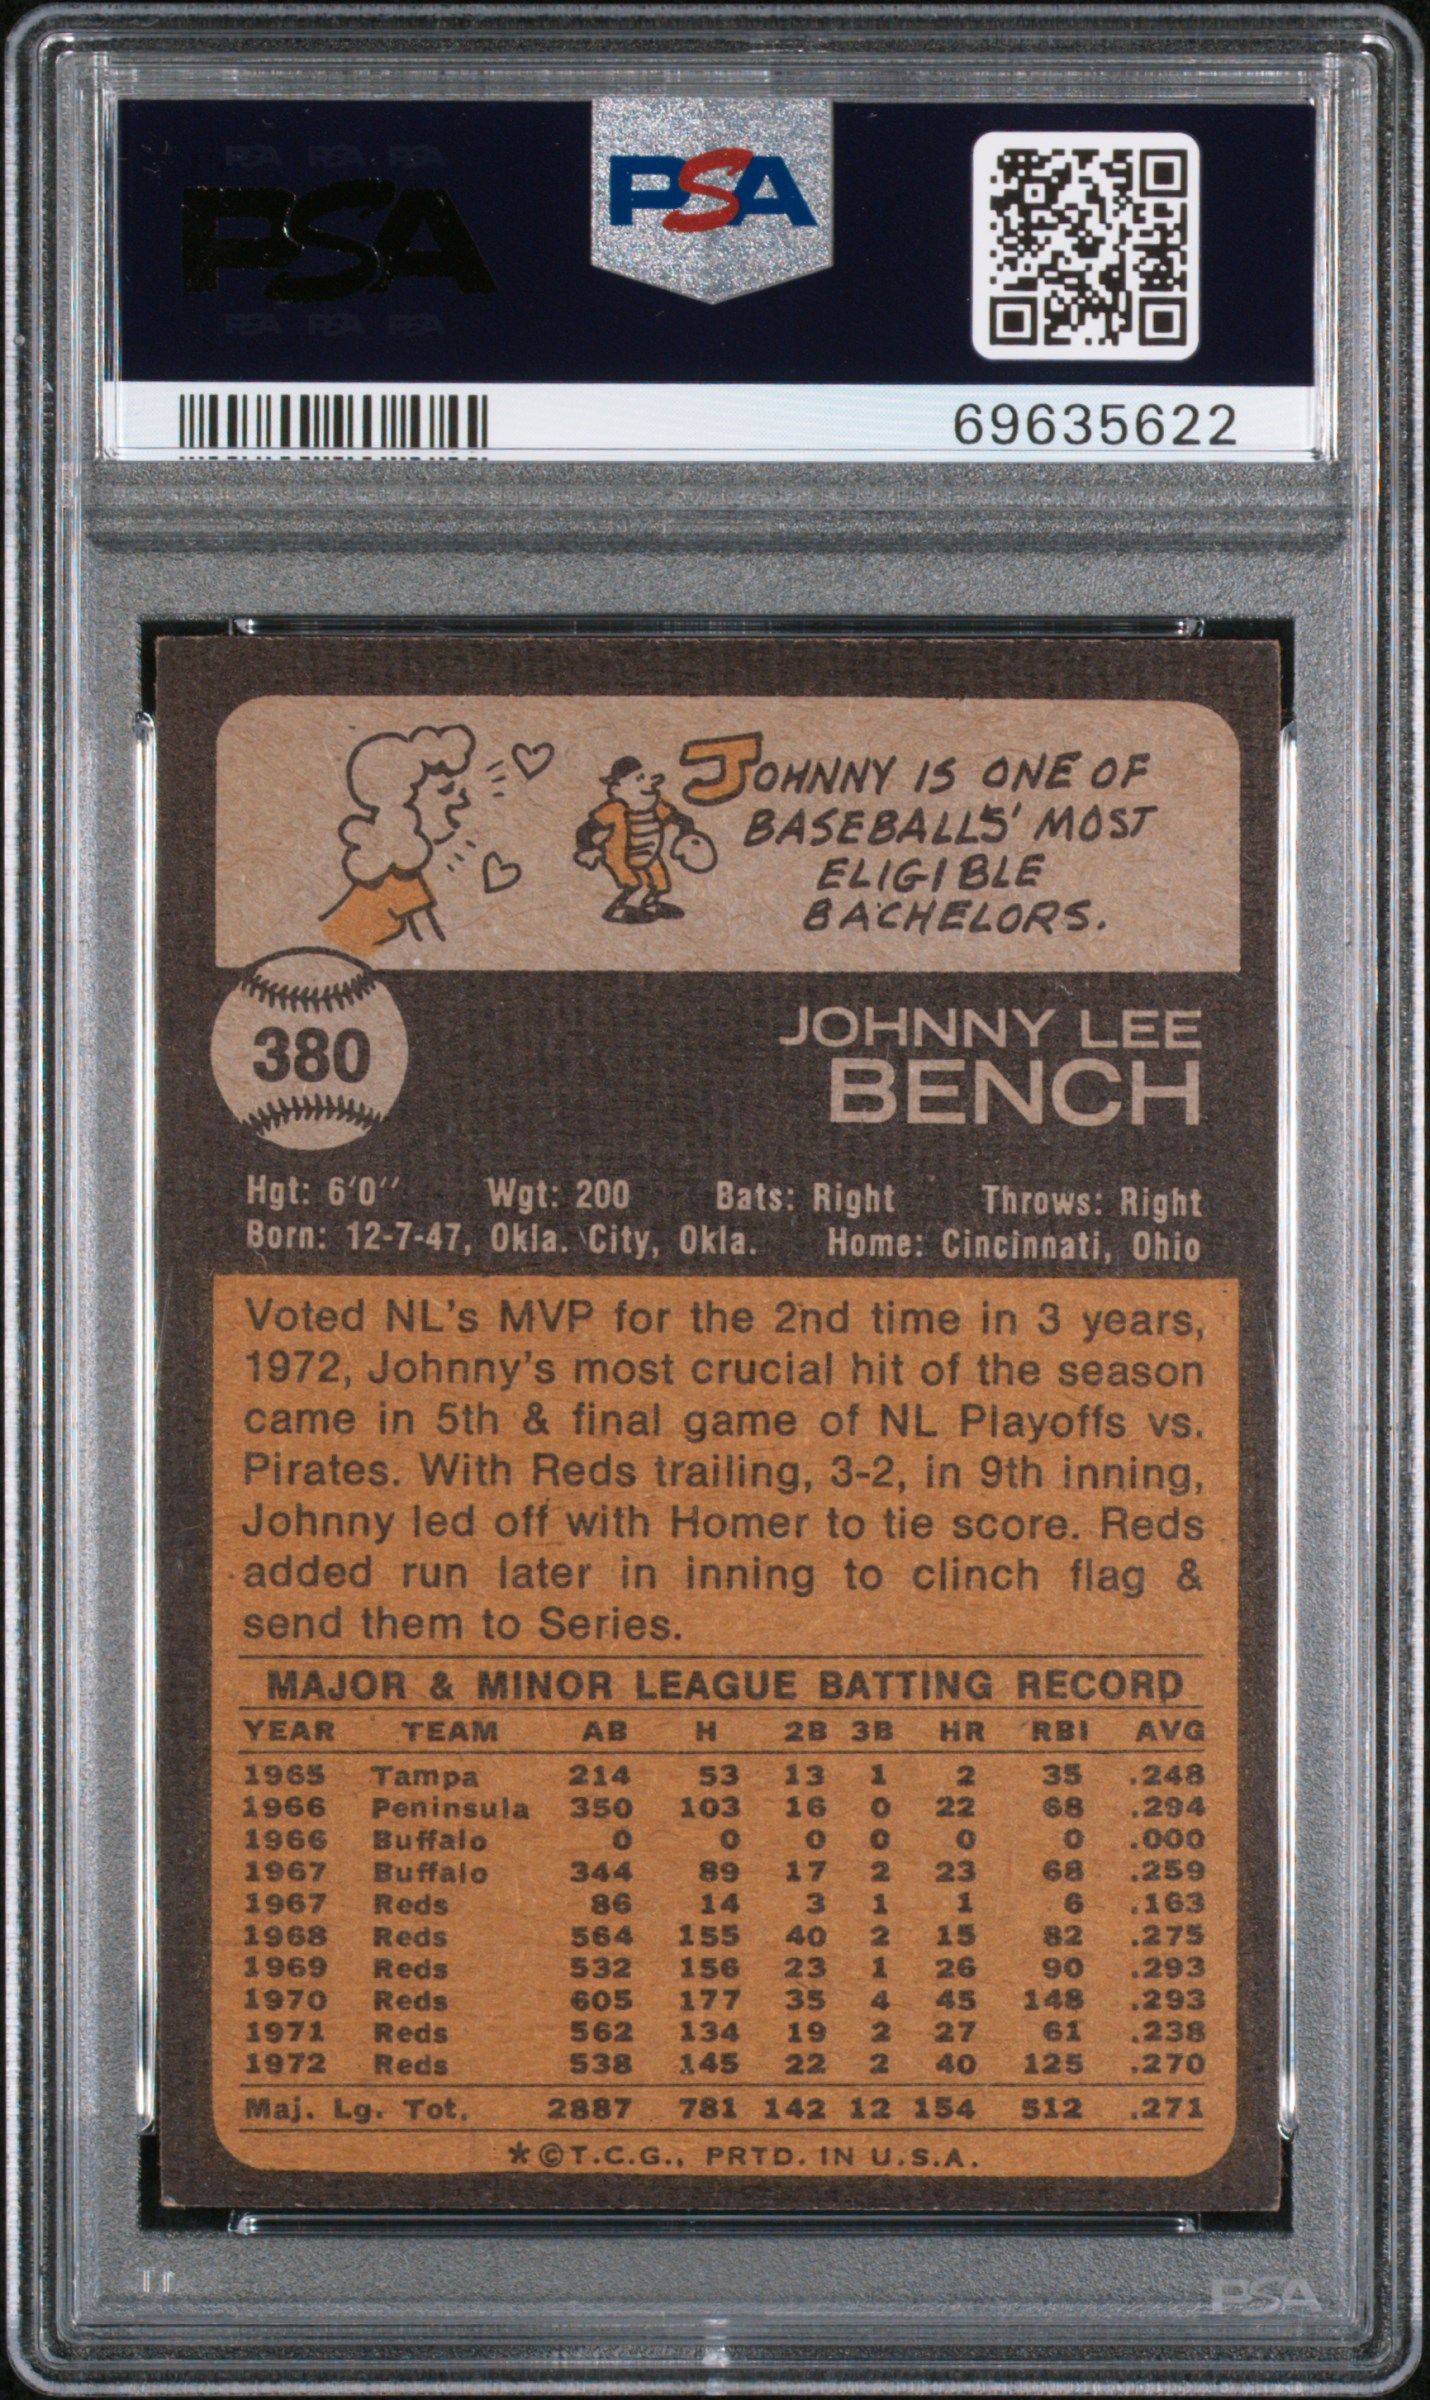 PSA PSA PSA
PSA
PSA PSA PSA
PSA
69635622
JOHNNY IS ONE OF
BASEBALLS' MOST
ELIGIBLE
BACHELORS.
380
JOHNNY LEE
BENCH
Hgt: 6'0" Wgt: 200 Bats: Right Throws: Right
Born: 12-7-47, Okla. City, Okla. Home: Cincinnati, Ohio
Voted NL's MVP for the 2nd time in 3 years,
1972, Johnny's most crucial hit of the season
came in 5th & final game of NL Playoffs vs.
Pirates. With Reds trailing, 3-2, in 9th inning,
Johnny led off with Homer to tie score. Reds
added run later in inning to clinch flag &
send them to Series.
MAJOR & MINOR LEAGUE BATTING RECORD
YEAR TEAM AB H 2B 3B HR RBI AVG
1965 Tampa 214 53 13 1 2 35 .248
1966 Peninsula 350 103 16 0 22 68 .294
1966 Buffalo 0 0 0 0 0 0 .000
1967 Buffalo 344 89 17 2 23 68 .259
1967 Reds 86 14 3 1 1 6 .163
1968 Reds 564 155 40 2 15 82 .275
1969 Reds 532 156 23 1 26 90 .293
1970 Reds 605 177 35 4 45 148 .293
1971 Reds 562 134 19 2 27 61 .238
1972 Reds 538 145 22 2 40 125 .270
Maj. Lg. Tot. 2887 781 142 12 154 512 .271
*©T.C.G., PRTD. IN U.S.A.
PSA